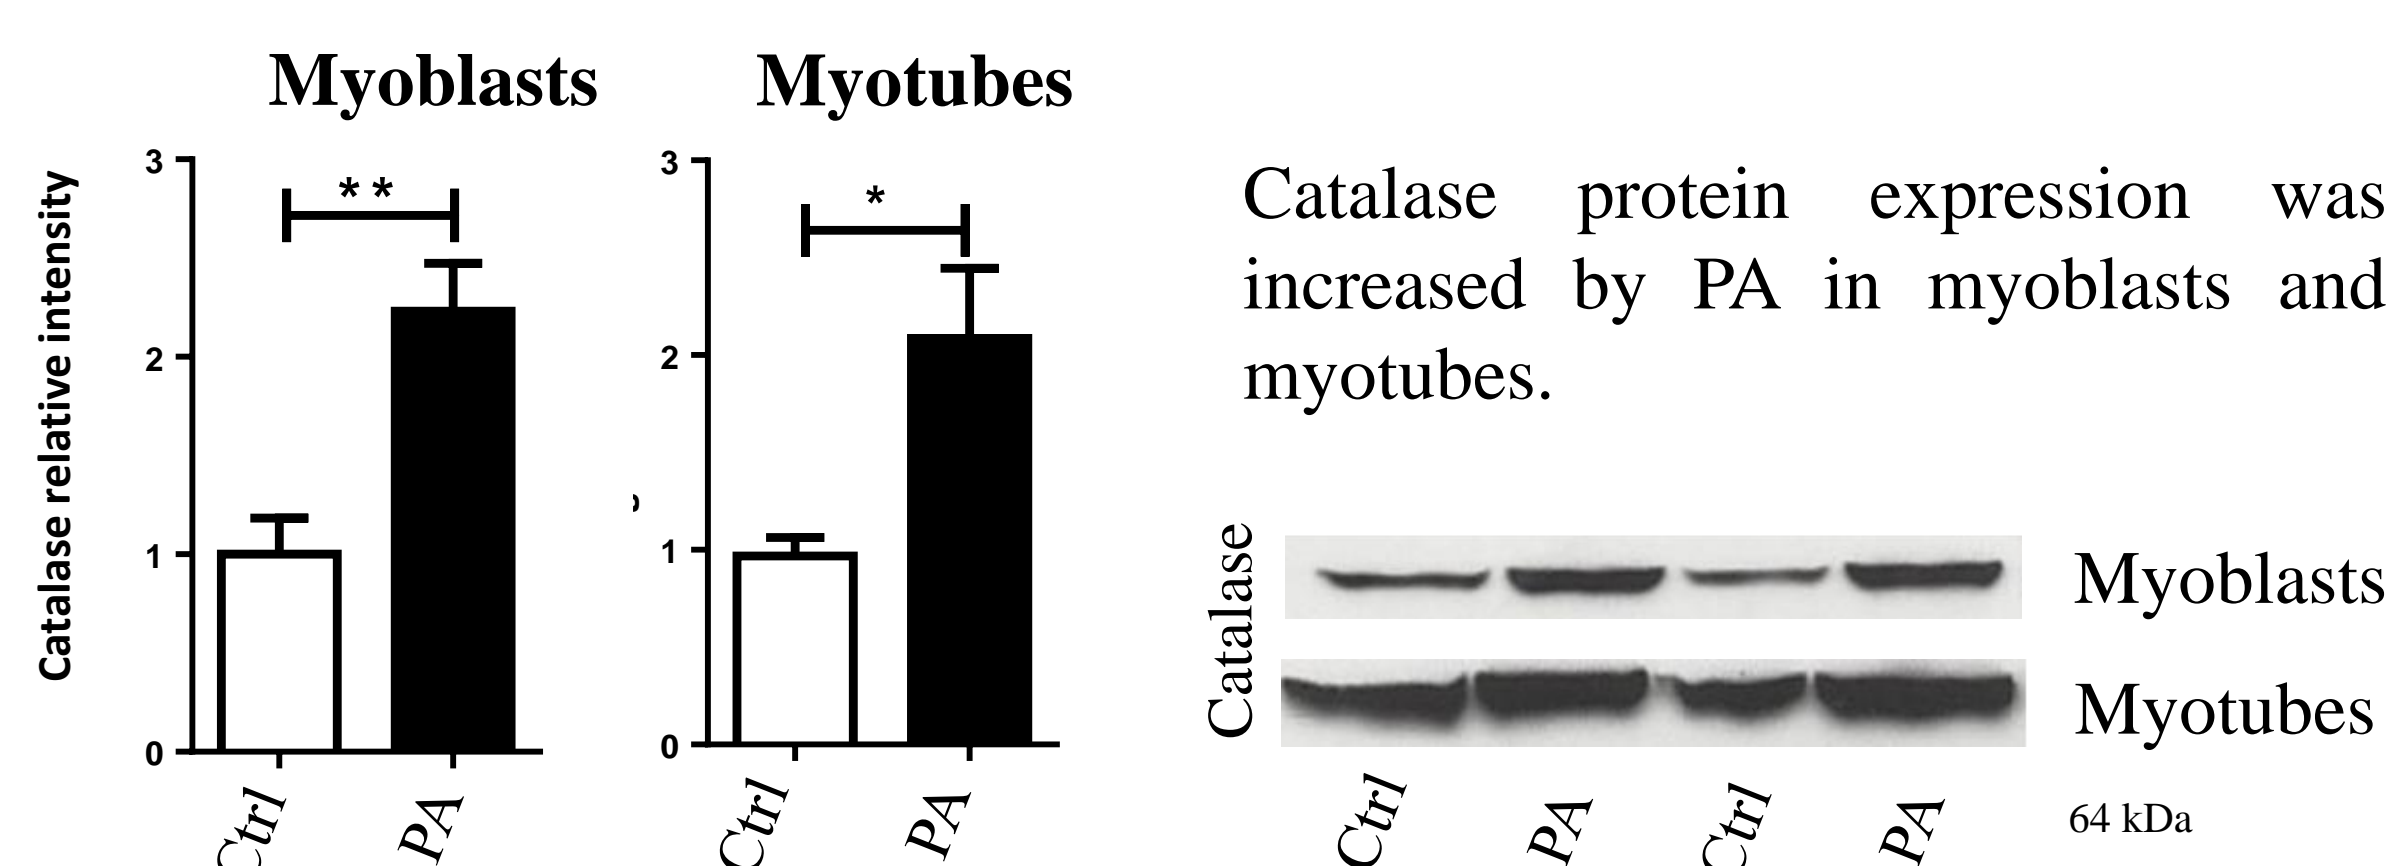 Myoblasts
Catalase relative intensity
3
**
2
1
0
Ctrl
PA
Myotubes
3
*
2
1
0
Ctrl
PA
Catalase protein expression was
increased by PA in myoblasts and
myotubes.
Catalase
Myoblasts
Myotubes
Ctrl
PA
Ctrl
PA
64 kDa